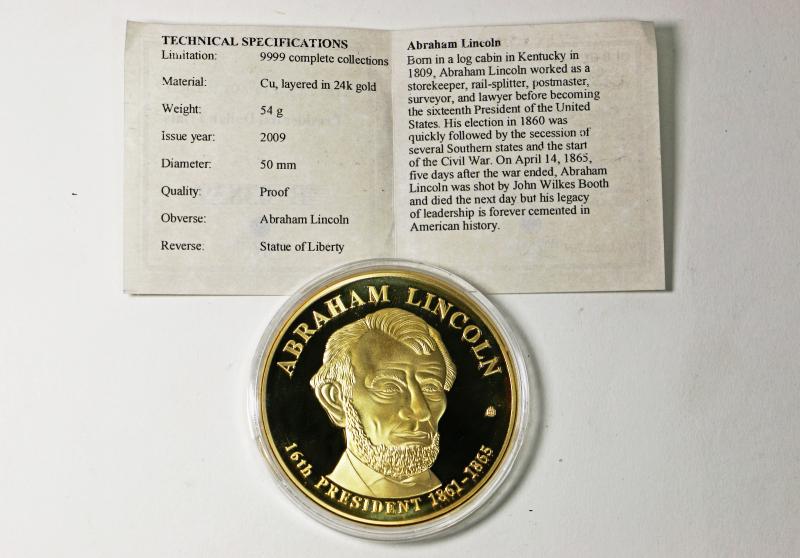 TECHNICAL SPECIFICATIONS
Limitation: 9999 complete collections
Material: Cu, layered in 24k gold
Weight: 54 g
Issue year: 2009
Diameter: 50 mm
Quality: Proof
Obverse: Abraham Lincoln
Reverse: Statue of Liberty
Abraham Lincoln
Born in a log cabin in Kentucky in
1809, Abraham Lincoln worked as a
storekeeper, rail-splitter, postmaster,
surveyor, and lawyer before becoming
the sixteenth President of the United
States. His election in 1860 was
quickly followed by the secession of
several Southern states and the start
of the Civil War. On April 14, 1865,
five days after the war ended, Abraham
Lincoln was shot by John Wilkes Booth
and died the next day but his legacy
of leadership is forever cemented in
American history.
ABRAHAM LINCOLN
16th PRESIDENT 1861-1865